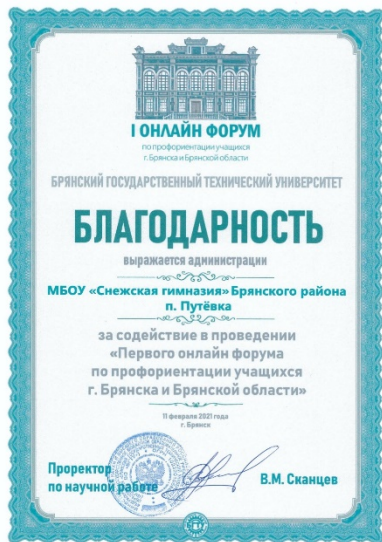 I ОНЛАЙН ФОРУМ
по профориентации учащихся
г.Брянска и Брянской области
БРЯНСКИЙ ГОСУДАРСТВЕННЫЙ ТЕХНИЧЕСКИЙ УНИВЕРСИТЕТ
БЛАГОДАРНОСТЬ
выражается администрации
МБОУ «Снежская гимназия» Брянского района
п. Путёвка
за содействие в проведении
«Первого онлайн форума
по профориентации учащихся
г. Брянска и Брянской области»
11 февраля 2021 года
г. Брянск
Проректор
по научной работе
В.М. Сканцев